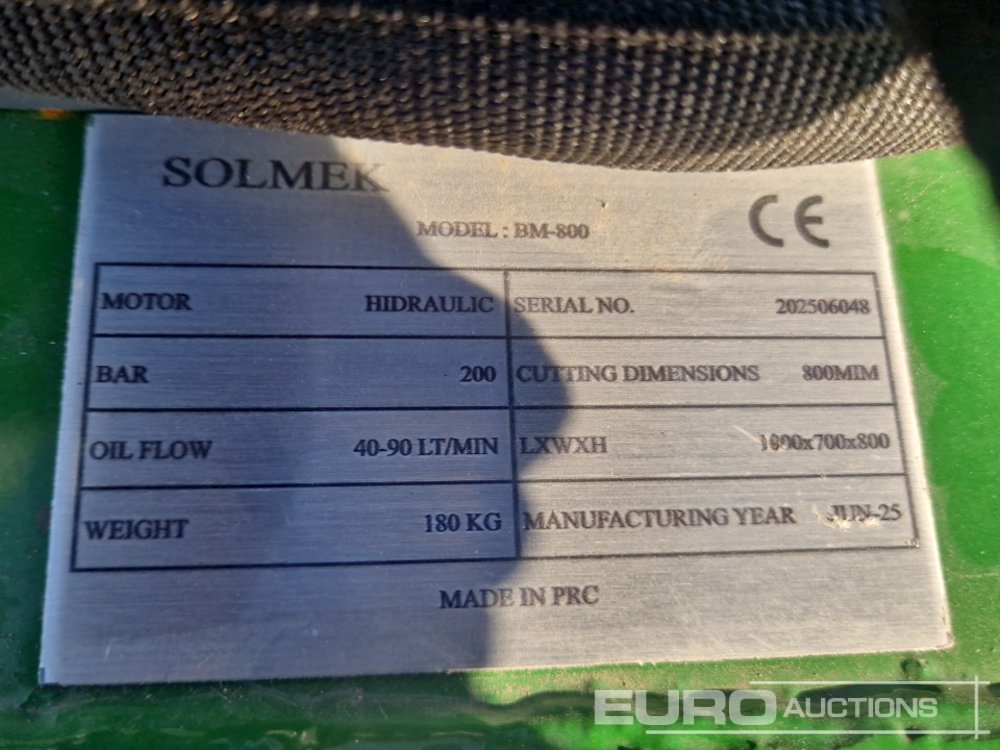 SOLMEK
MODEL : BM-800
CE
MOTOR HIDRAULIC SERIAL NO. 202506048
BAR 200 CUTTING DIMENSIONS 800MIM
OIL FLOW 40-90 LT/MIN LXWXH 1000x700x800
WEIGHT 180 KG MANUFACTURING YEAR JUN-25
MADE IN PRC
EURO AUCTIONS